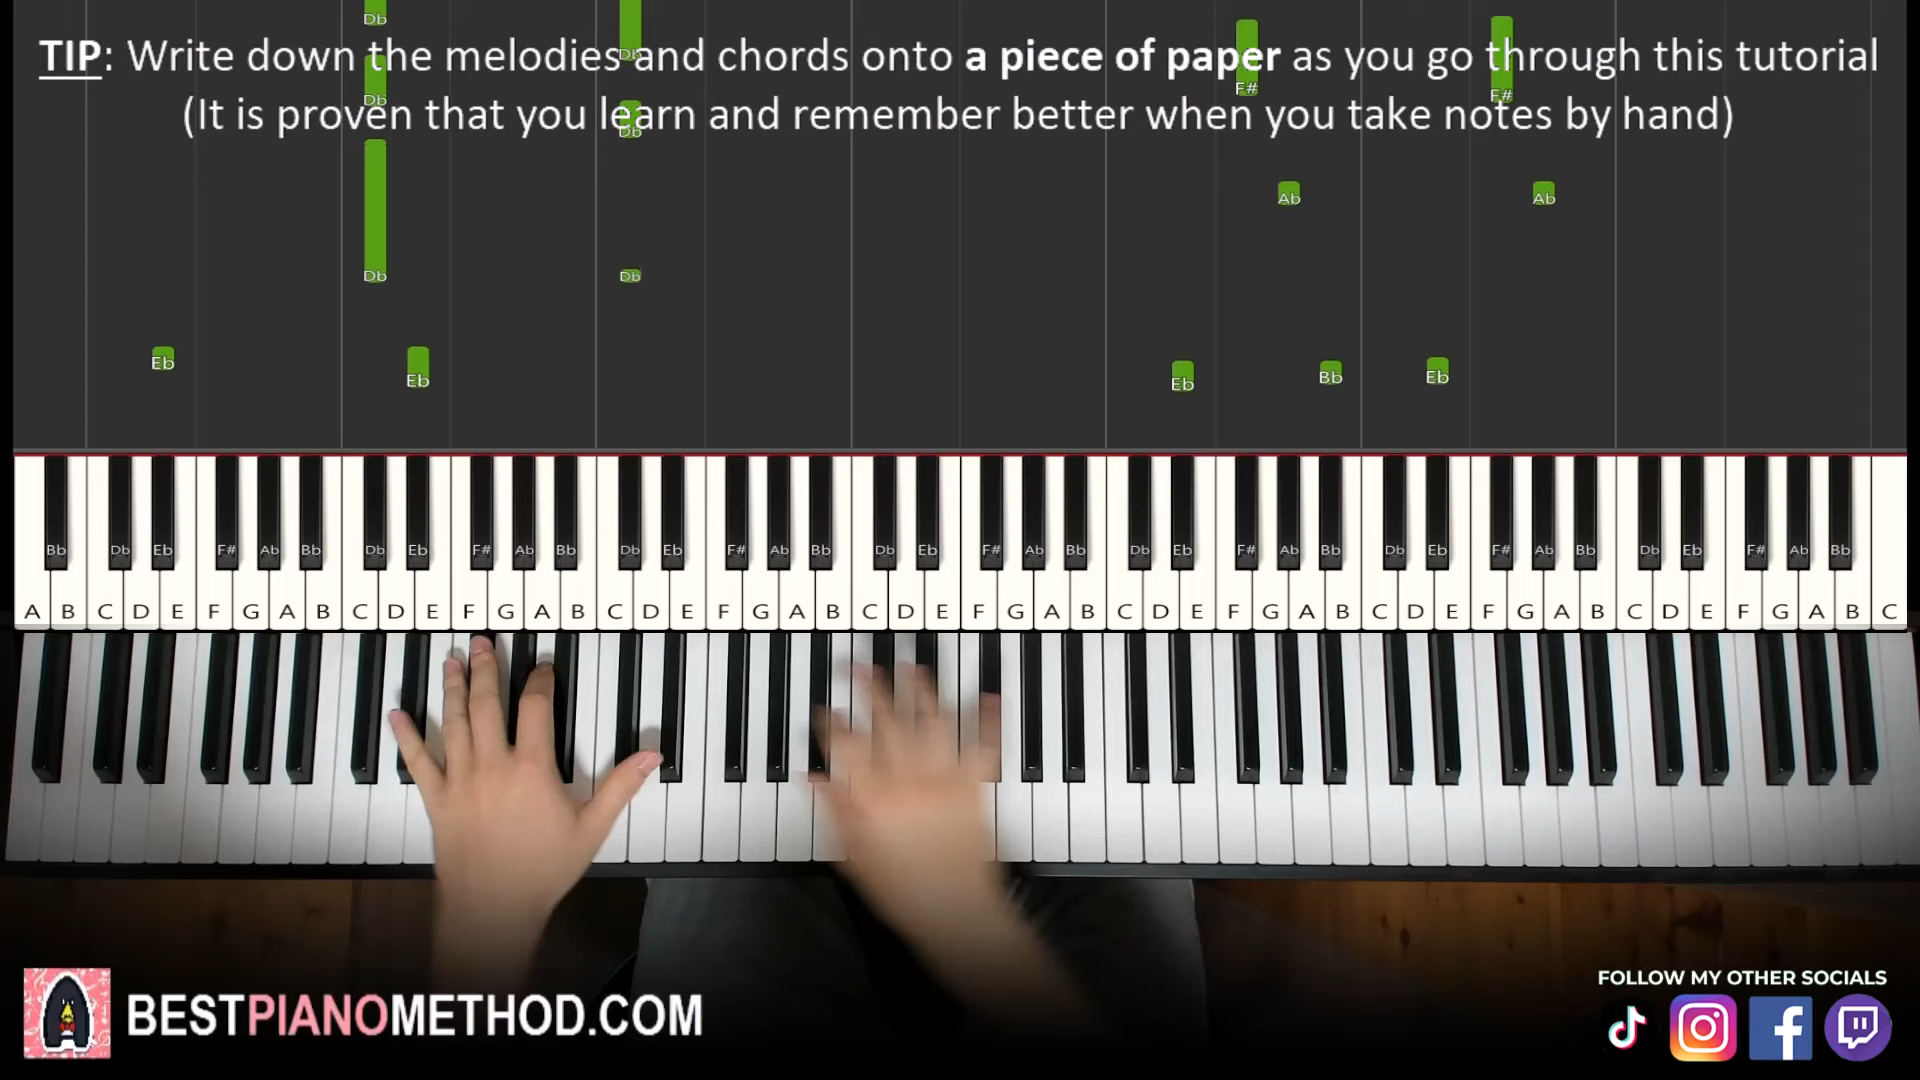 Db
TIP: Write down the melodies and chords onto a piece of paper as you go through this tutorial
Db
F# F#
Db
(It is proven that you learn and remember better when you take notes by hand)
Db
Ab Ab
Db Db
Eb
Eb Eb Bb Eb
Bb Db Eb F# Ab Bb Db Eb F# Ab Bb Db Eb F# Ab Bb Db Eb F# Ab Bb Db Eb F# Ab Bb Db Eb F# Ab Bb Db Eb F# Ab Bb
A B C D E F G A B C D E F G A B C D E F G A B C D E F G A B C D E F G A B C D E F G A B C D E F G A B C
FOLLOW MY OTHER SOCIALS
BESTPIANOMETHOD.COM